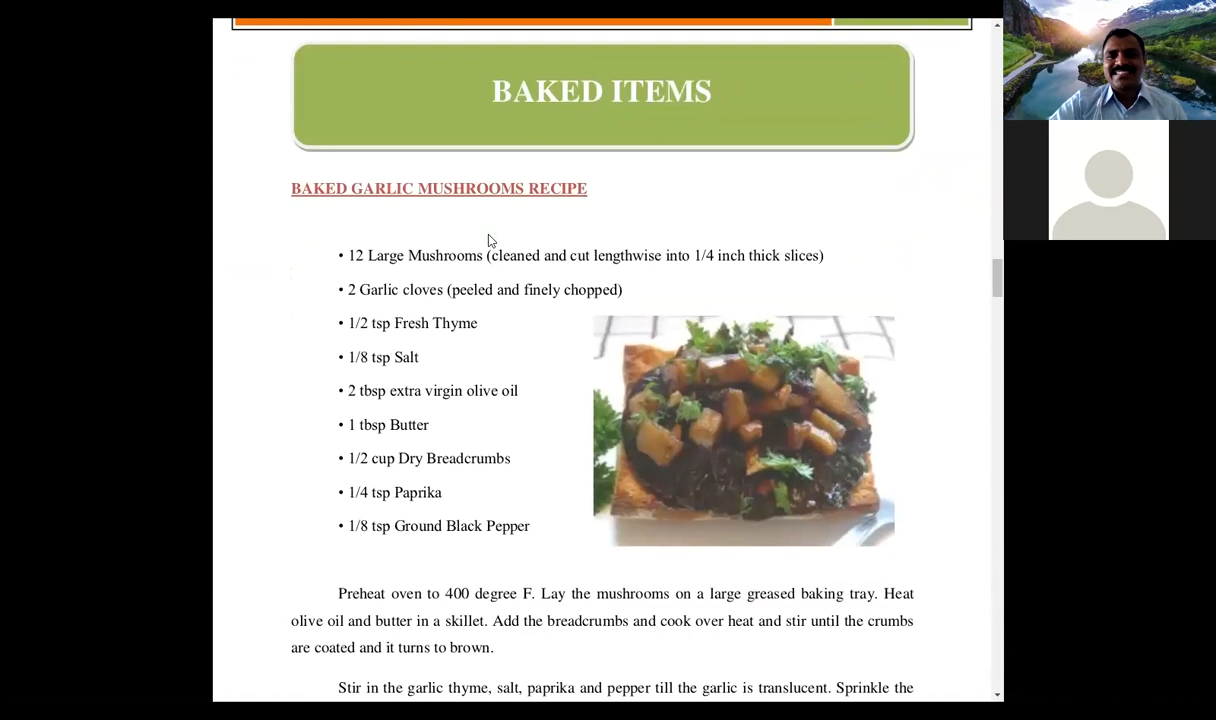 BAKED ITEMS
BAKED GARLIC MUSHROOMS RECIPE
• 12 Large Mushrooms (cleaned and cut lengthwise into 1/4 inch thick slices)
• 2 Garlic cloves (peeled and finely chopped)
• 1/2 tsp Fresh Thyme
• 1/8 tsp Salt
• 2 tbsp extra virgin olive oil
• 1 tbsp Butter
• 1/2 cup Dry Breadcrumbs
• 1/4 tsp Paprika
• 1/8 tsp Ground Black Pepper
Preheat oven to 400 degree F. Lay the mushrooms on a large greased baking tray. Heat
olive oil and butter in a skillet. Add the breadcrumbs and cook over heat and stir until the crumbs
are coated and it turns to brown.
Stir in the garlic thyme, salt, paprika and pepper till the garlic is translucent. Sprinkle the